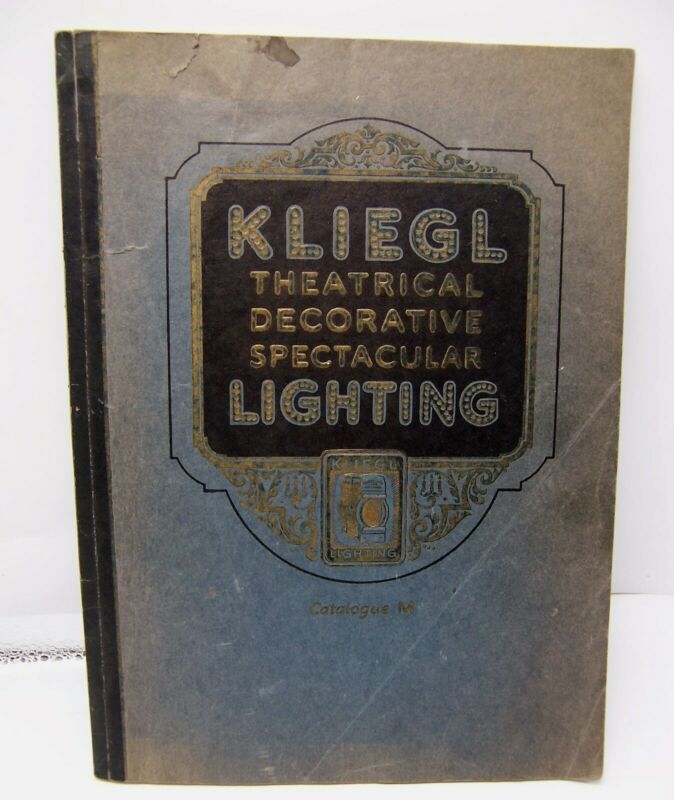 KLIEGL
THEATRICAL
DECORATIVE
SPECTACULAR
LIGHTING
KLIEGL
LIGHTING
Catalogue M